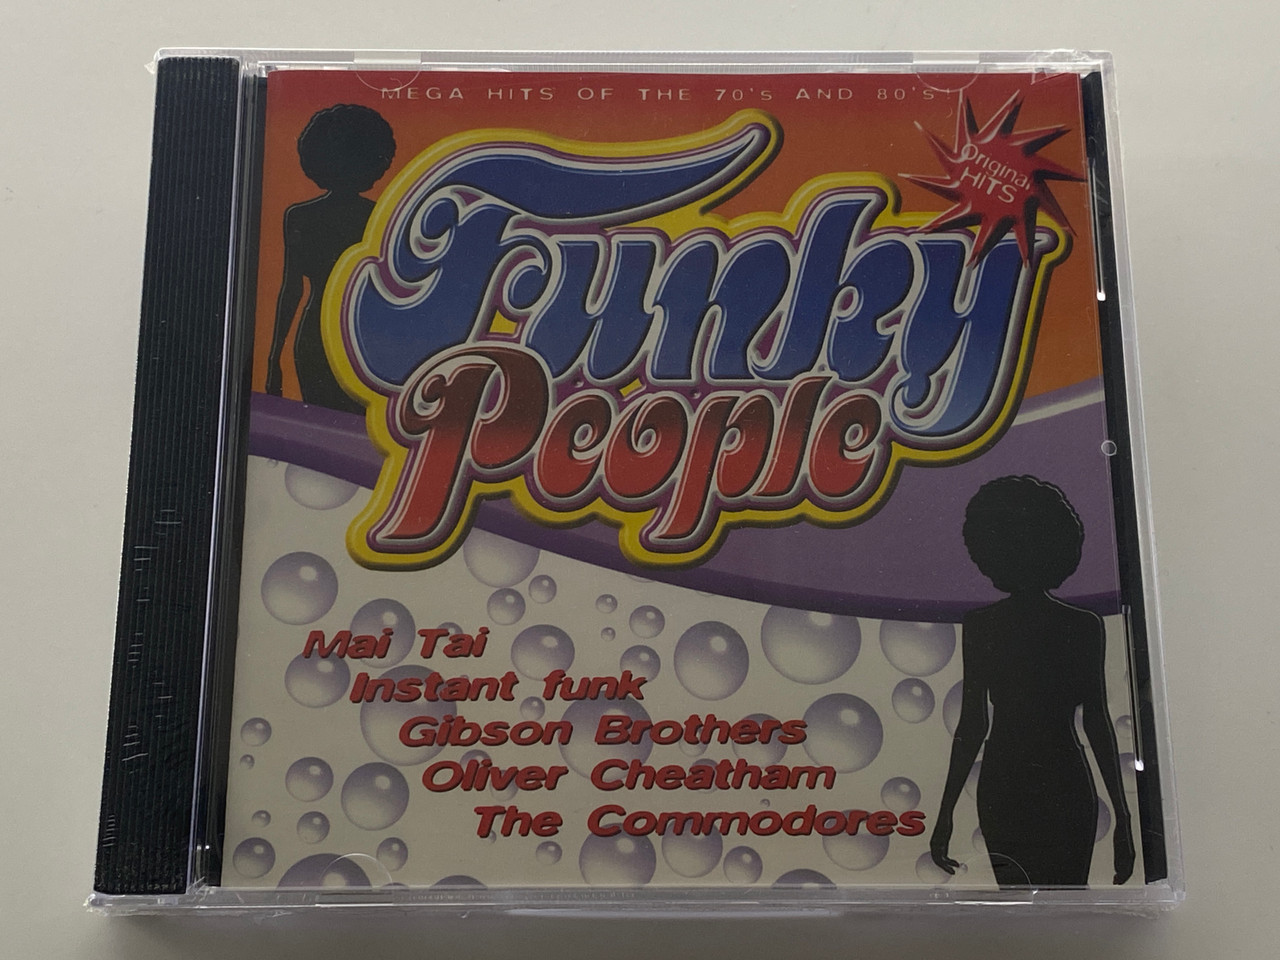 MEGA HITS OF THE 70's AND 80's!
Original
HITS
Funky
People
Mai Tai
Instant funk
Gibson Brothers
Oliver Cheatham
The Commodores